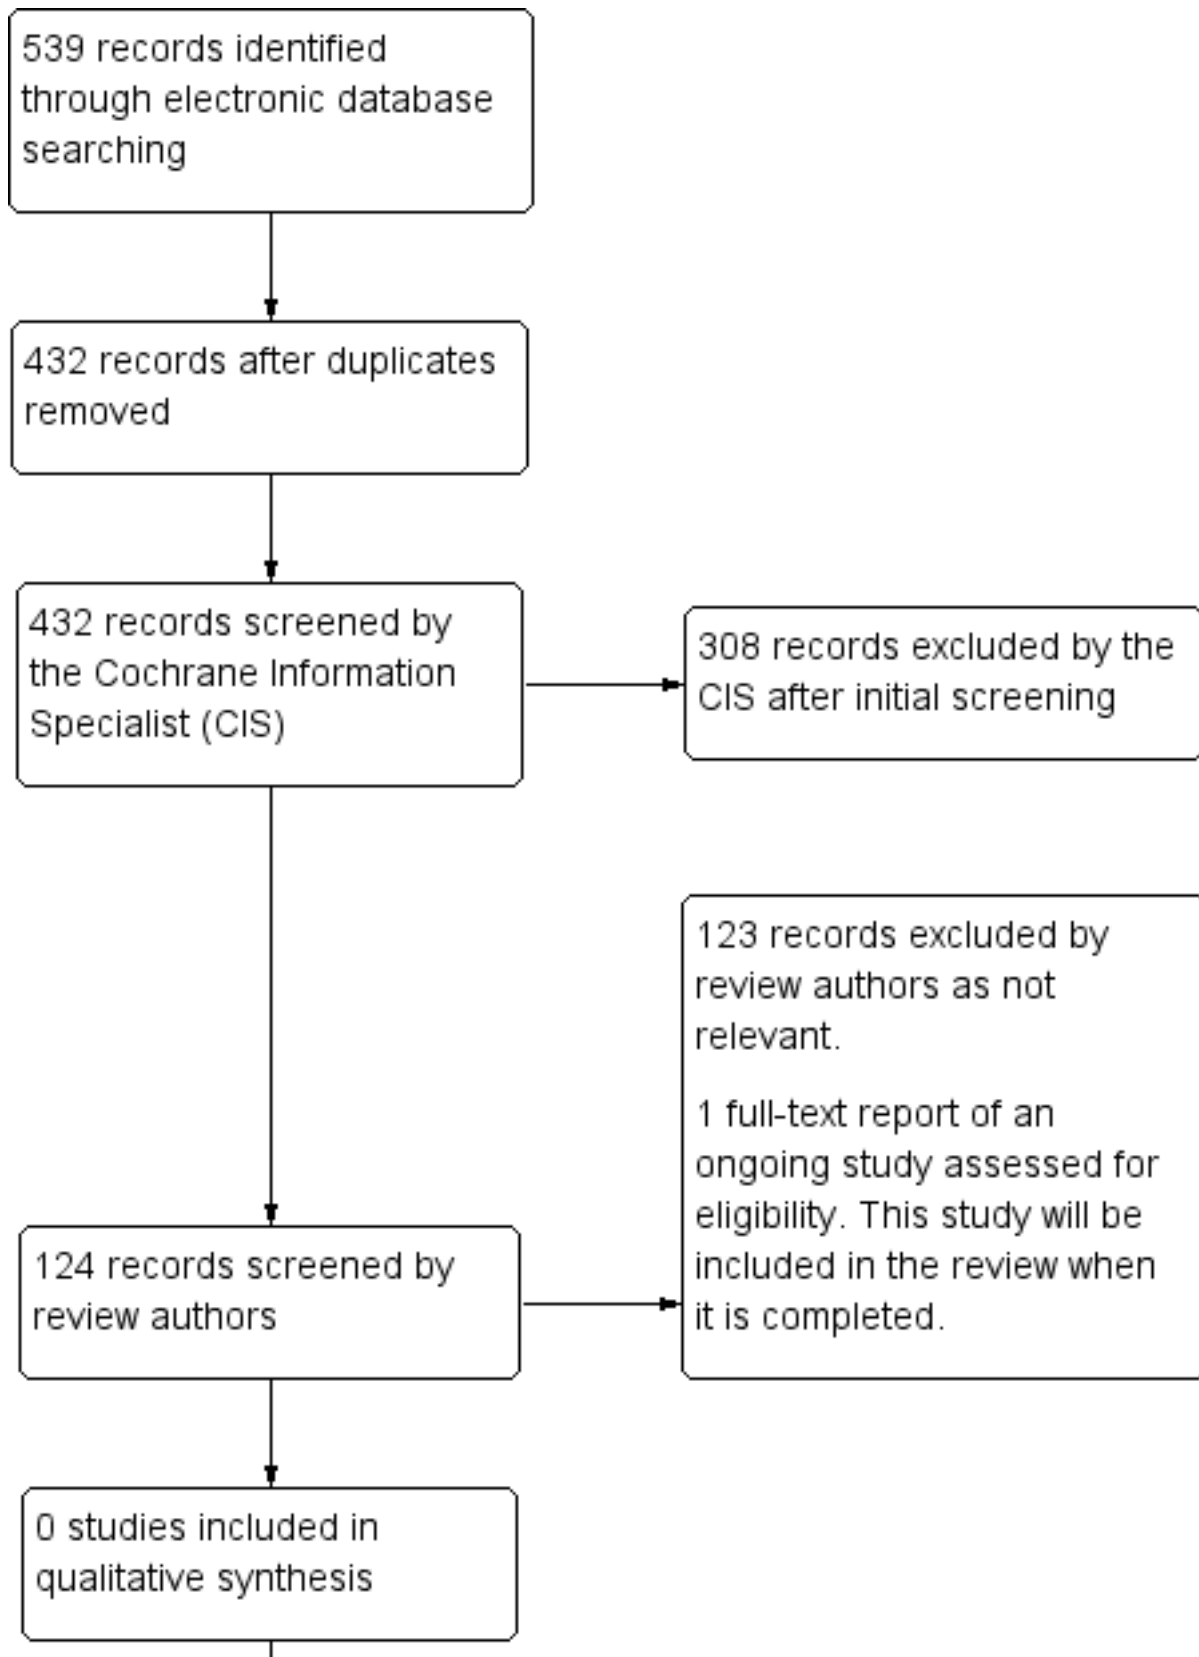 539 records identified
through electronic database
searching
432 records after duplicates
removed
432 records screened by
the Cochrane Information
Specialist (CIS)
308 records excluded by the
CIS after initial screening
123 records excluded by
review authors as not
relevant.
1 full-text report of an
ongoing study assessed for
eligibility. This study will be
included in the review when
it is completed.
124 records screened by
review authors
0 studies included in
qualitative synthesis